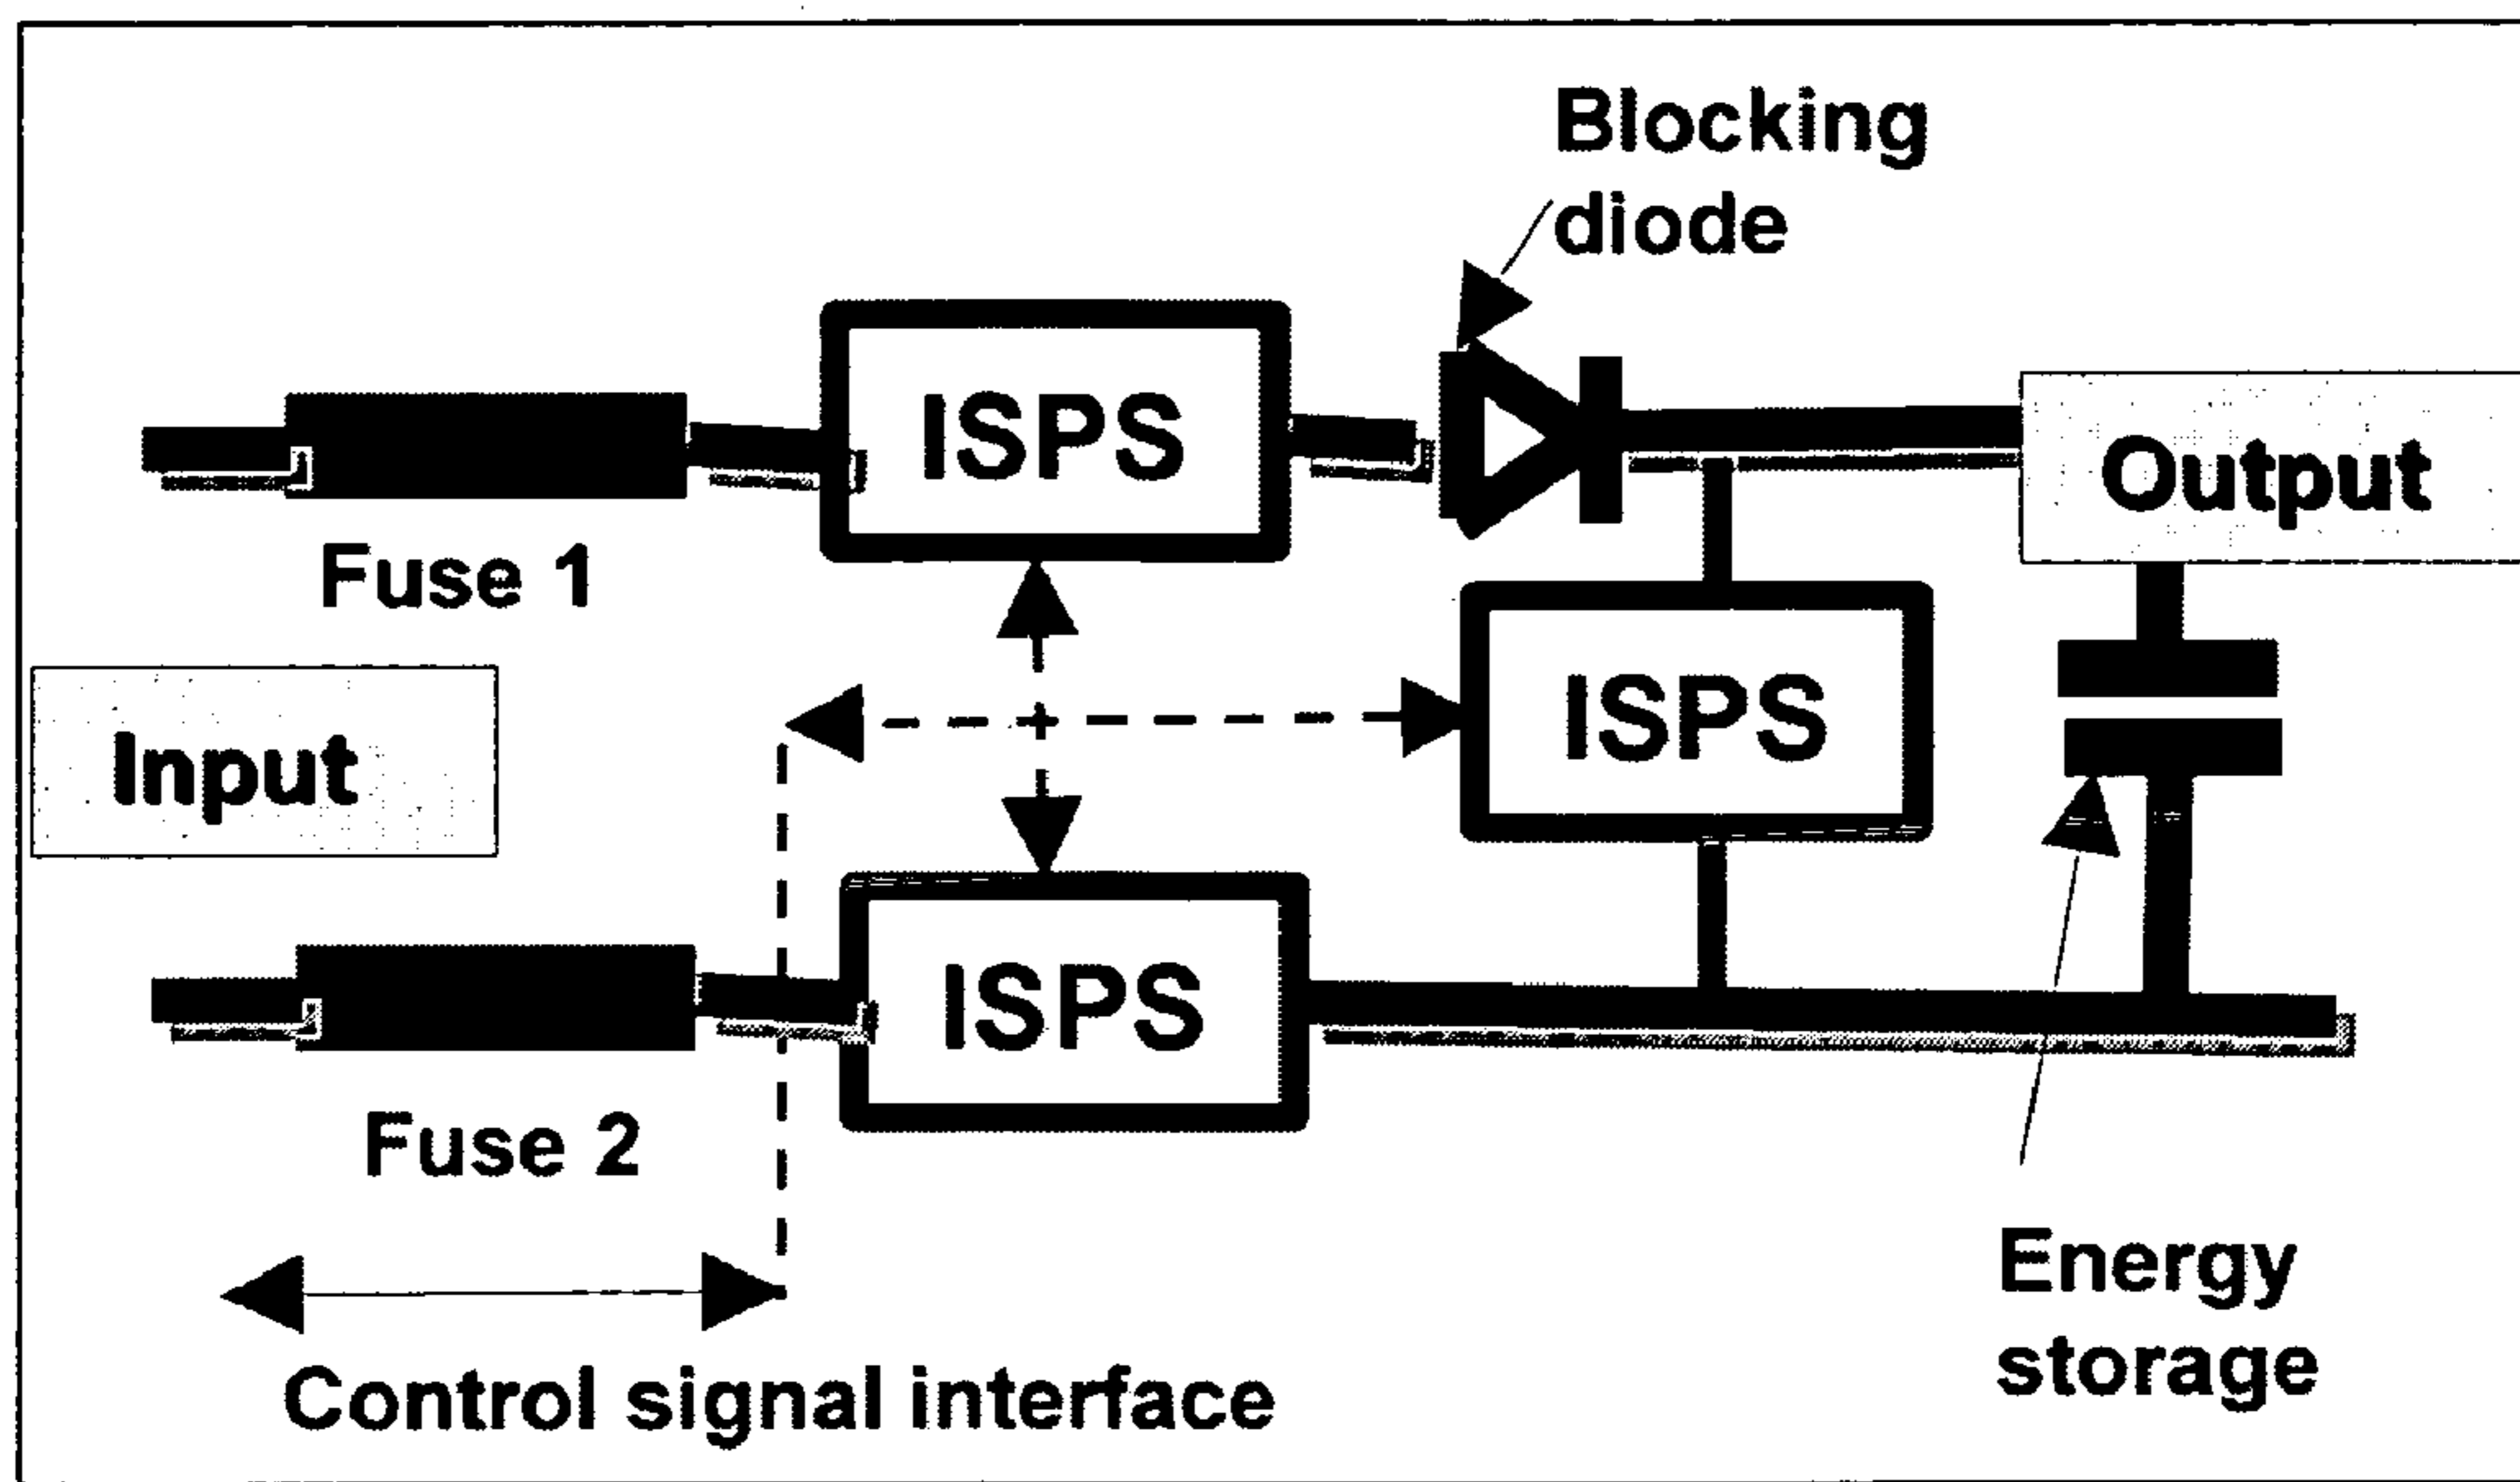 Blocking
diode
ISPS
Output
Fuse 1
ISPS
Input
ISPS
Fuse 2
Energy
storage
Control signal interface